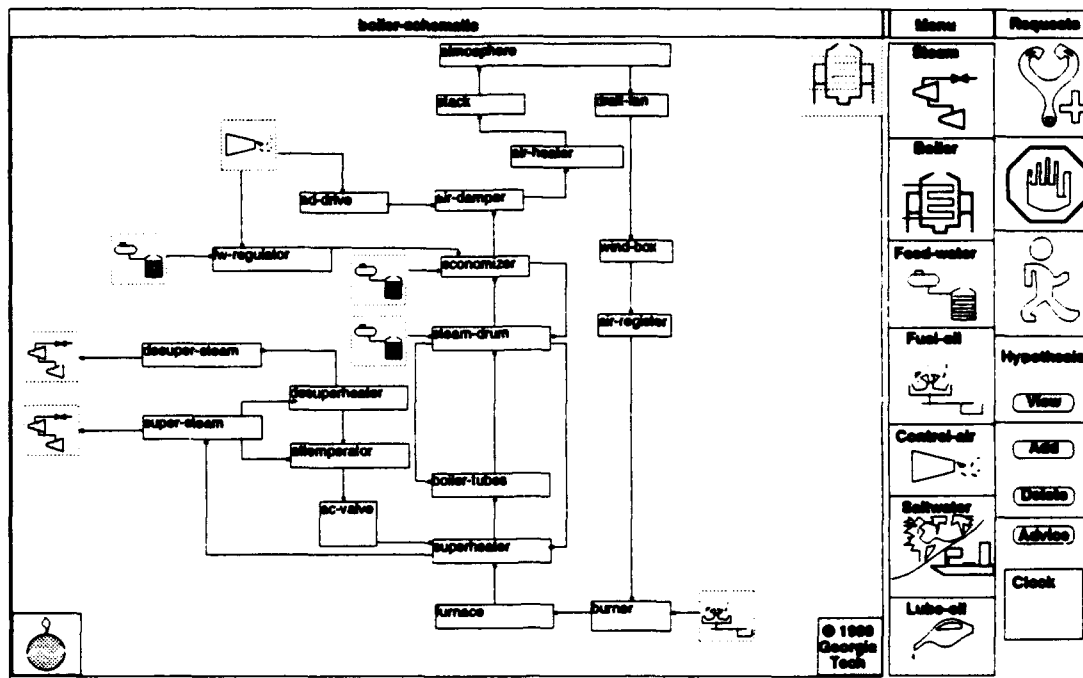 boiler-schematic
Menu
Requests
atmosphere
Steam
stack
draft-fan
air-heater
Boiler
ad-drive
air-damper
wind-box
fw-regulator
economizer
Feed-water
air-register
steam-drum
Fuel-oil
desuper-steam
Hypothesis
desuperheater
View
super-steam
Control-air
attemperator
Add
boiler-tubes
Delete
ac-valve
Saltwater
superheater
Advice
Clock
furnace
burner
Lube-oil
Georgia
Tech